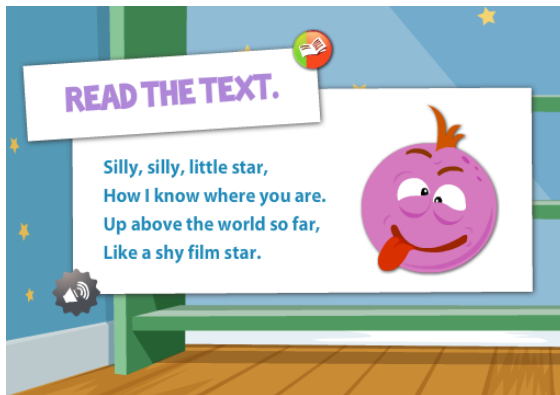 READ THE TEXT.
Silly, silly, little star,
How I know where you are.
Up above the world so far,
Like a shy film star.